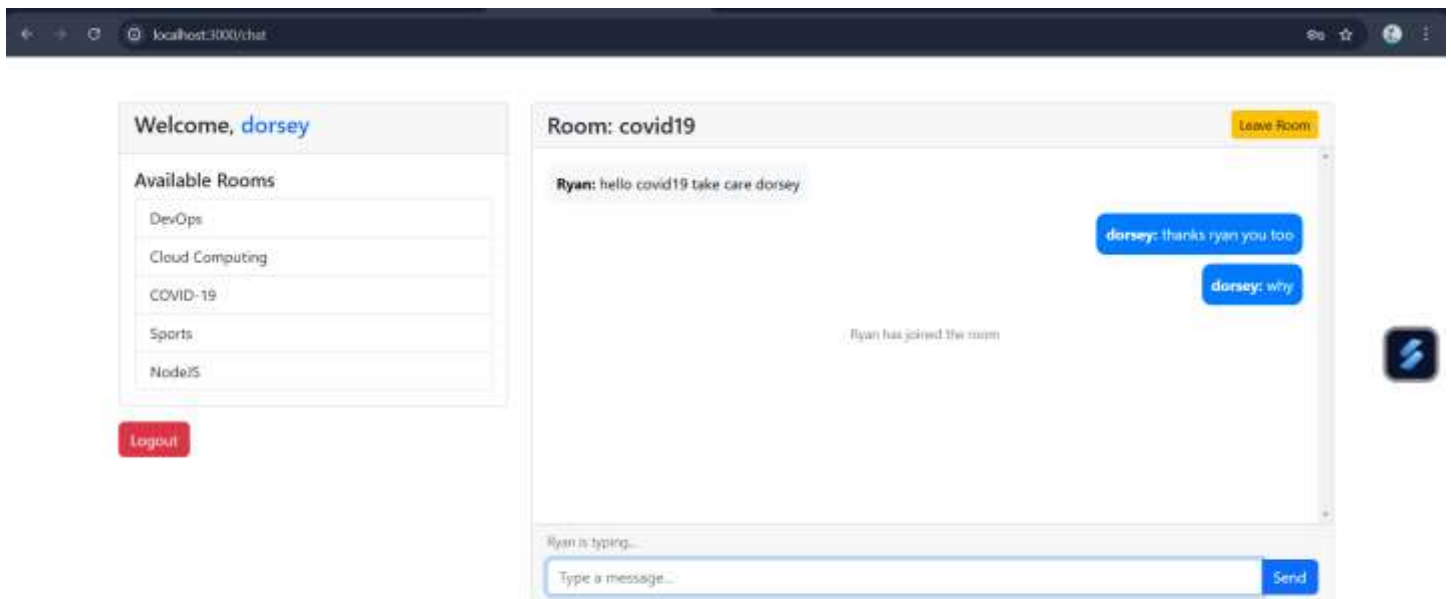 localhost:3000/chat
Welcome, dorsey
Available Rooms
DevOps
Cloud Computing
COVID-19
Sports
NodeJS
Logout
Room: covid19
Leave Room
Ryan: hello covid19 take care dorsey
dorsey: thanks ryan you too
dorsey: why
Ryan has joined the room
Ryan is typing...
Type a message...
Send